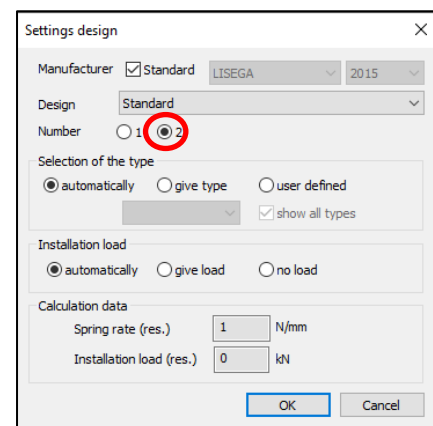 Settings design
Manufacturer Standard LISEGA 2015
Design Standard
Number 1 2
Selection of the type
automatically give type user defined
show all types
Installation load
automatically give load no load
Calculation data
Spring rate (res.) 1 N/mm
Installation load (res.) 0 kN
OK Cancel